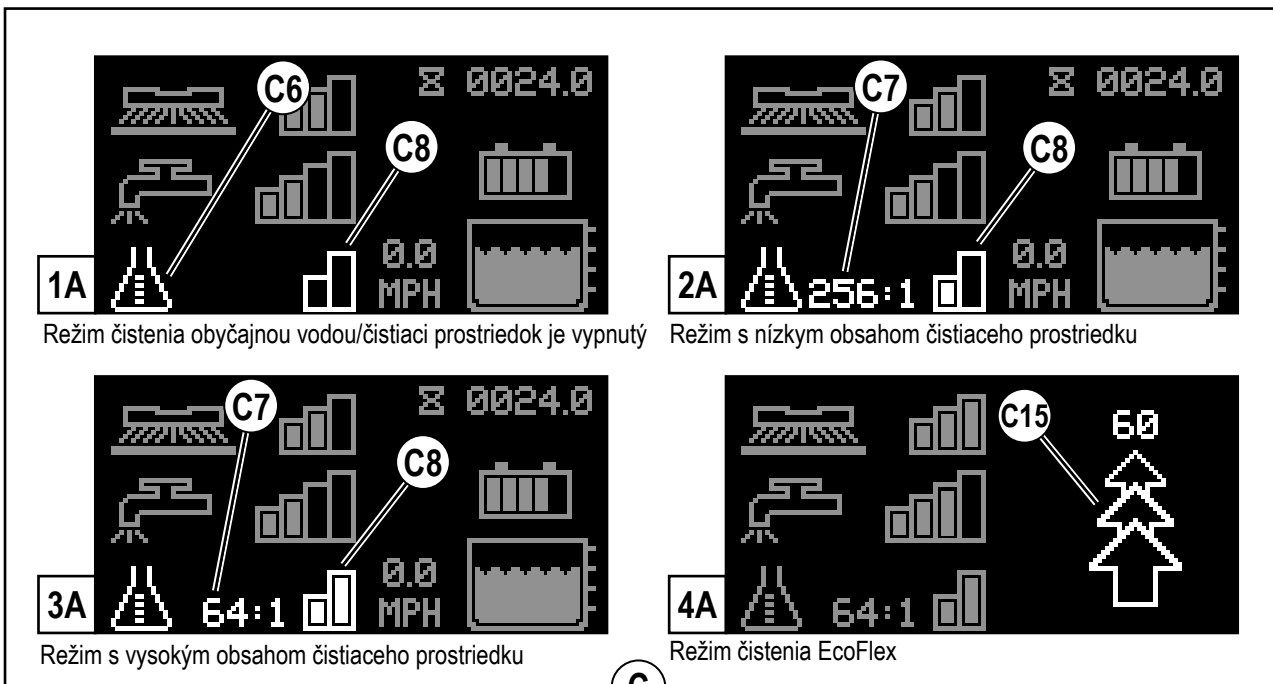 C6
0024.0
C8
0.0
MPH
1A
Režim čistenia obyčajnou vodou/čistiaci prostriedok je vypnutý
C7
0024.0
C8
0.0
2A
256:1
MPH
Režim s nízkym obsahom čistiaceho prostriedku
C7
0024.0
C8
0.0
3A
64:1
MPH
Režim s vysokým obsahom čistiaceho prostriedku
C15
60
4A
64:1
Režim čistenia EcoFlex
C